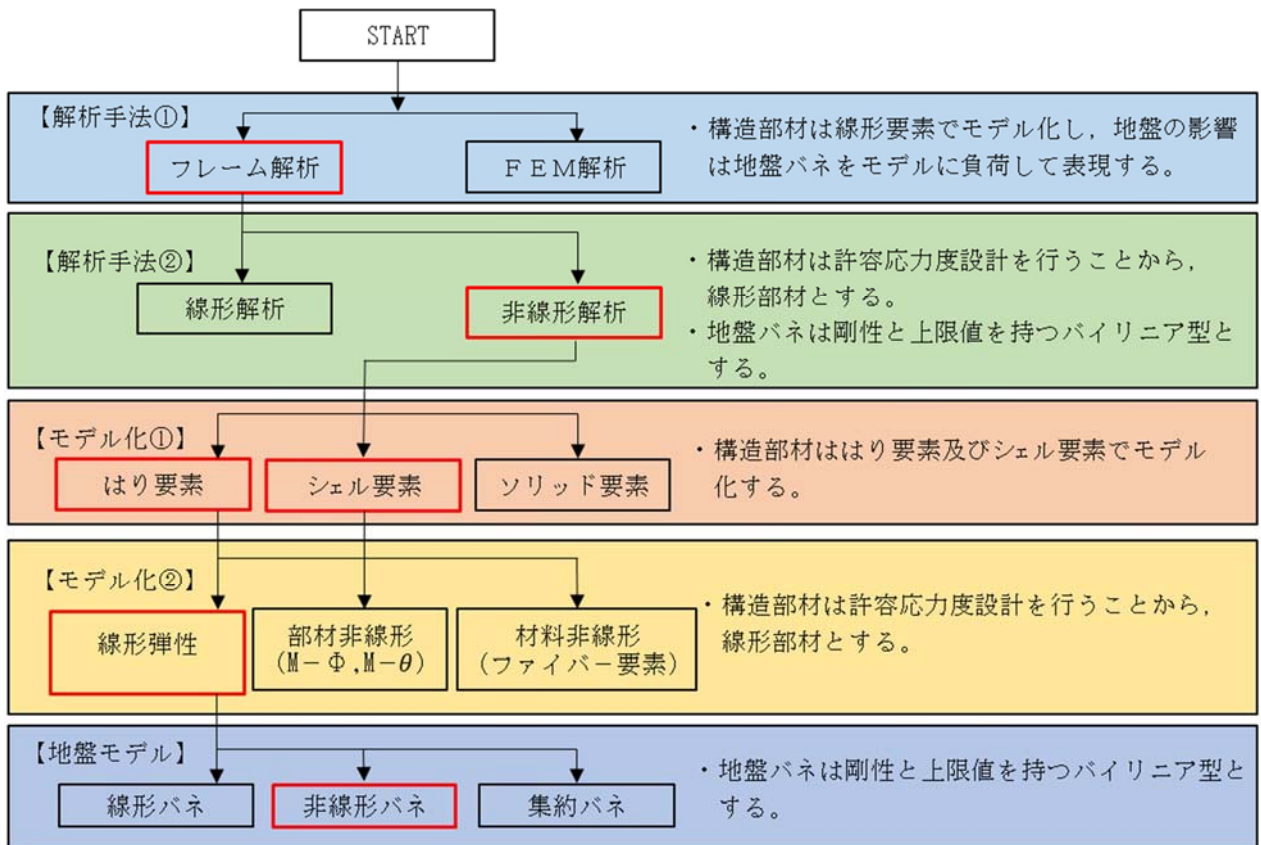 START
【解析手法①】
フレーム解析
ＦＥＭ解析
・構造部材は線形要素でモデル化し，地盤の影響
は地盤バネをモデルに負荷して表現する。
【解析手法②】
線形解析
非線形解析
・構造部材は許容応力度設計を行うことから，
線形部材とする。
・地盤バネは剛性と上限値を持つバイリニア型と
する。
【モデル化①】
はり要素
シェル要素
ソリッド要素
・構造部材ははり要素及びシェル要素でモデル
化する。
【モデル化②】
線形弾性
部材非線形
(M－Φ,M－θ)
材料非線形
(ファイバー要素)
・構造部材は許容応力度設計を行うことから，
線形部材とする。
【地盤モデル】
線形バネ
非線形バネ
集約バネ
・地盤バネは剛性と上限値を持つバイリニア型と
する。